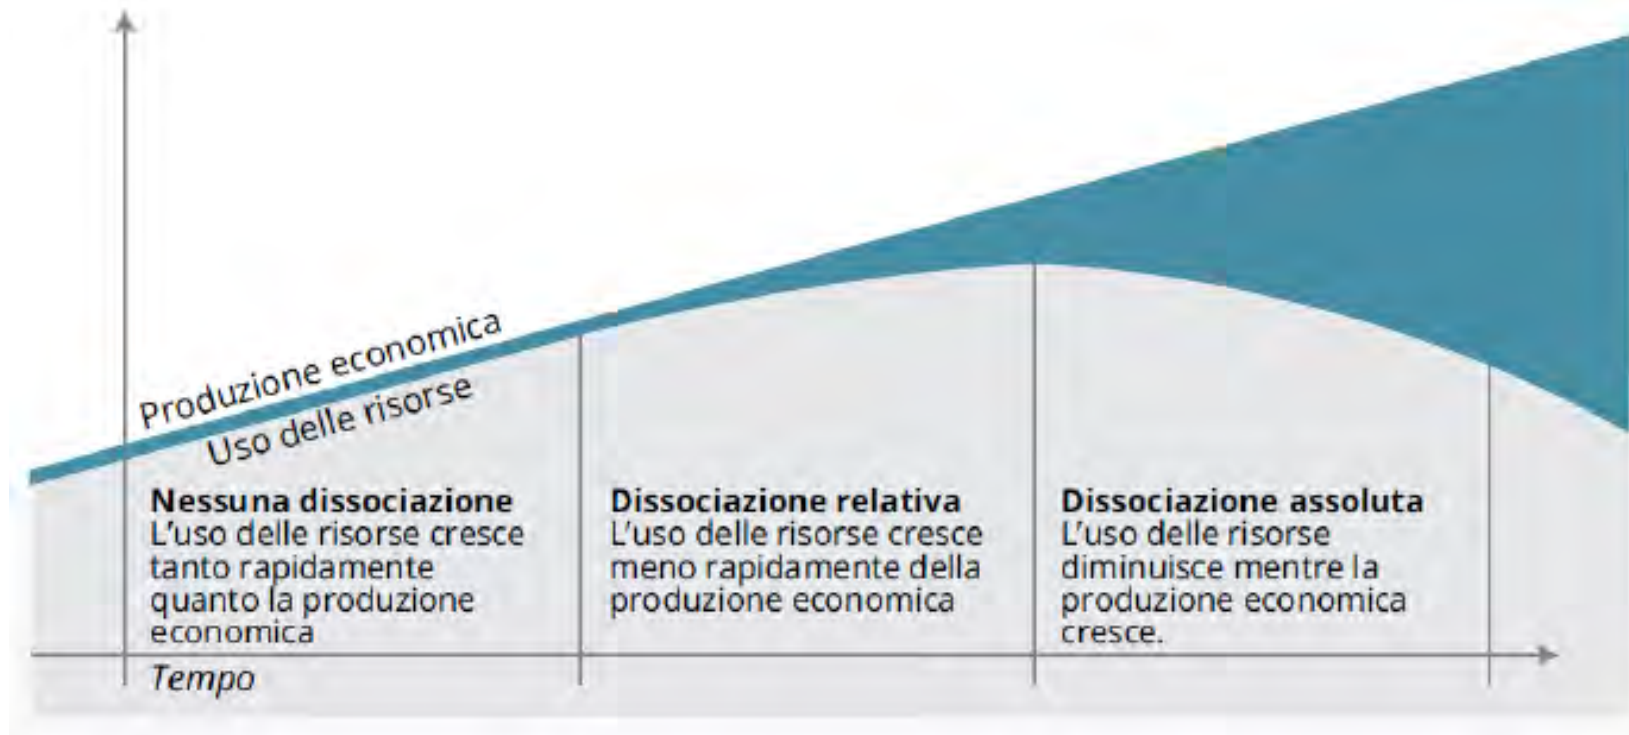 Produzione economica
Uso delle risorse
Nessuna dissociazione
L'uso delle risorse cresce
tanto rapidamente
quanto la produzione
economica
Dissociazione relativa
L'uso delle risorse cresce
meno rapidamente della
produzione economica
Dissociazione assoluta
L'uso delle risorse
diminuisce mentre la
produzione economica
cresce.
Tempo